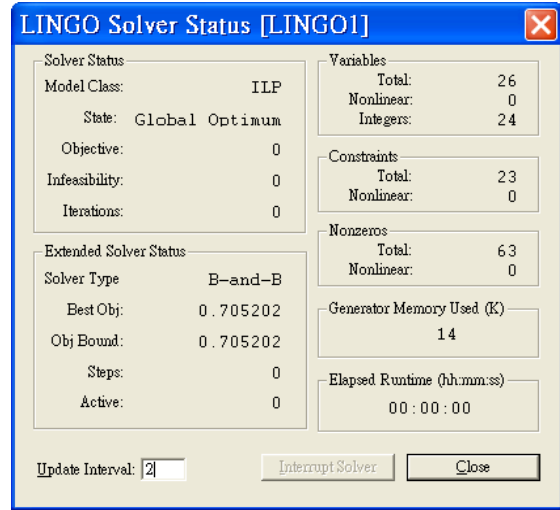 LINGO Solver Status [LINGO1]
Solver Status
Model Class: ILP
State: Global Optimum
Objective: 0
Infeasibility: 0
Iterations: 0
Extended Solver Status
Solver Type B-and-B
Best Obj: 0.705202
Obj Bound: 0.705202
Steps: 0
Active: 0
Variables
Total: 26
Nonlinear: 0
Integers: 24
Constraints
Total: 23
Nonlinear: 0
Nonzeros
Total: 63
Nonlinear: 0
Generator Memory Used (K)
14
Elapsed Runtime (hh:mm:ss)
00:00:00
Update Interval: 2 Interrupt Solver Close